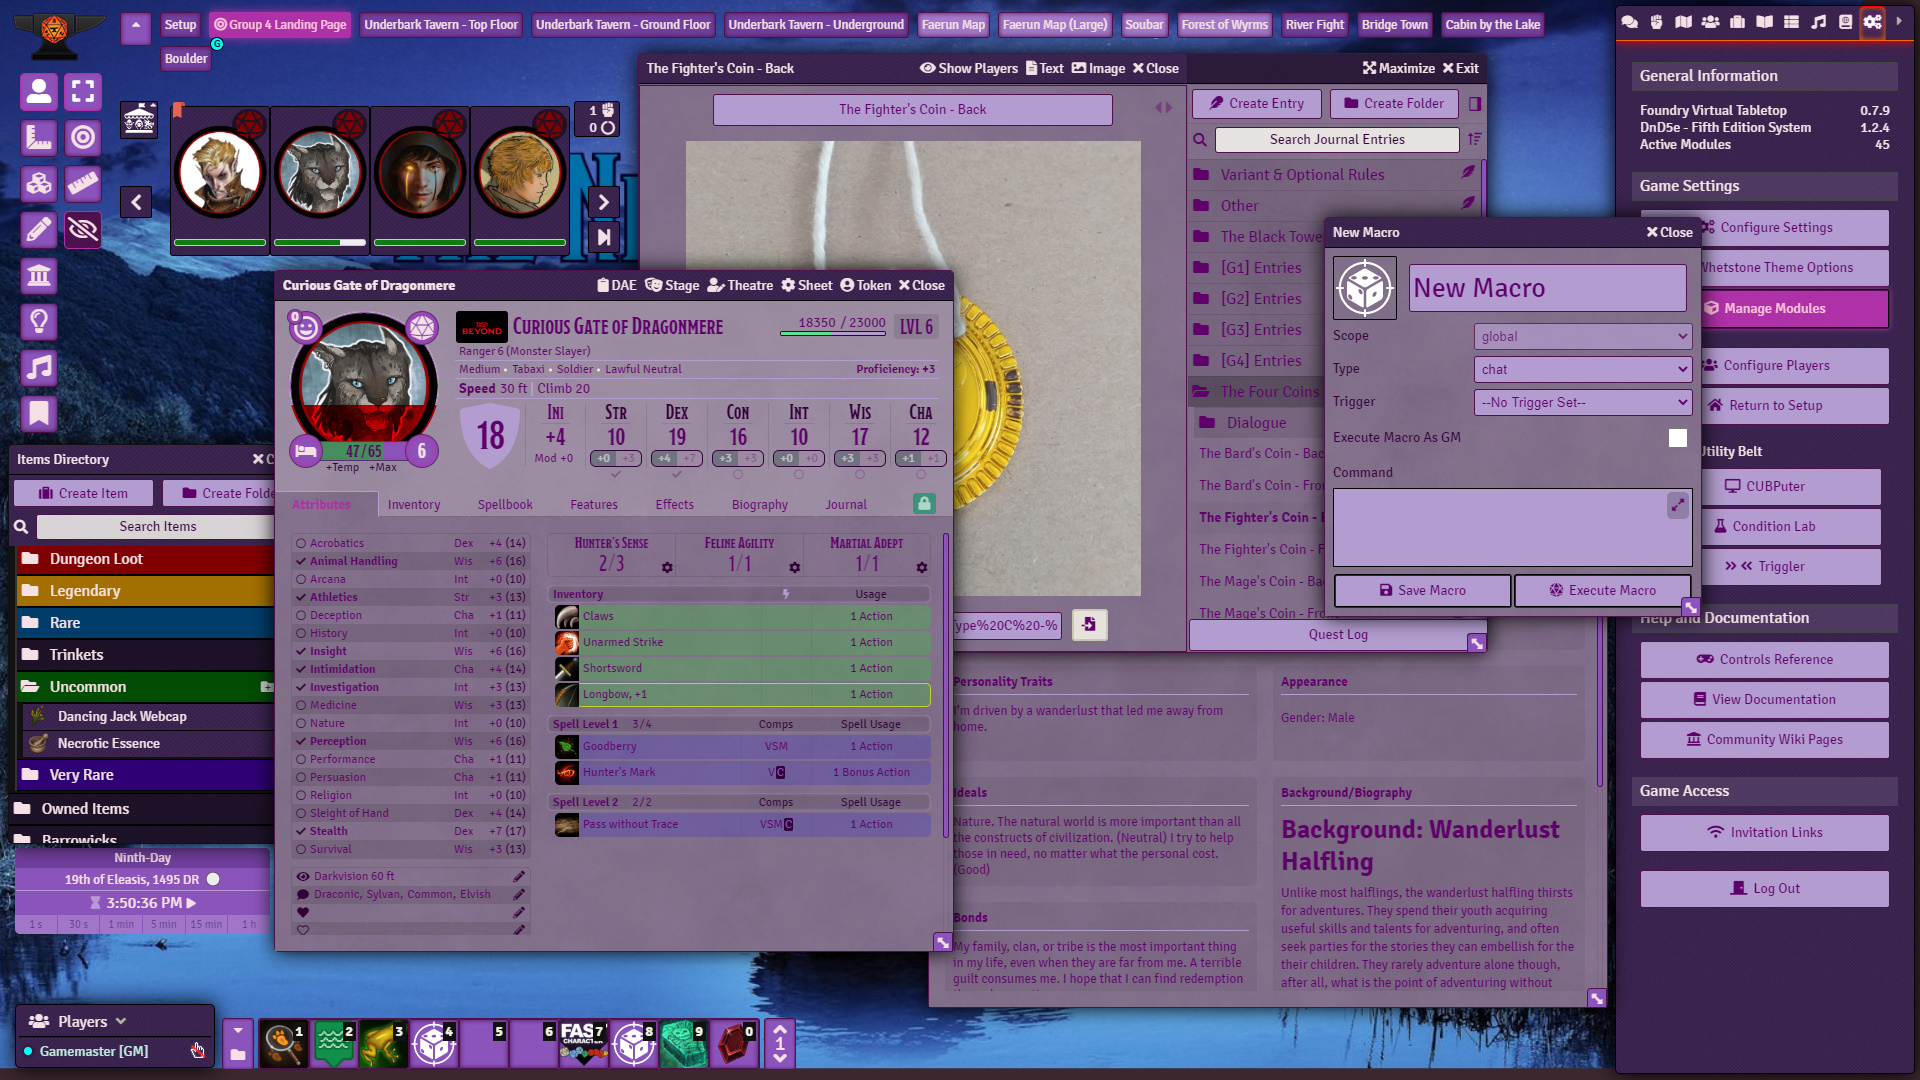 Setup
Group 4 Landing Page
Underbark Tavern - Top Floor
Underbark Tavern - Ground Floor
Underbark Tavern - Underground
Faerun Map
Faerun Map (Large)
Soubar
Forest of Wyrms
River Fight
Bridge Town
Cabin by the Lake
Boulder
G
1
0
The Fighter's Coin - Back
Show Players
Text
Image
Close
The Fighter's Coin - Back
Maximize
Exit
Create Entry
Create Folder
Search Journal Entries
Variant & Optional Rules
Other
[G1] Entries
[G2] Entries
[G3] Entries
[G4] Entries
The Four Coins
Dialogue
The Mage's Coin
Type%20C%20-%
Quest Log
New Macro
Close
New Macro
Scope
global
Type
chat
Trigger
--No Trigger Set--
Execute Macro As GM
Command
Save Macro
Execute Macro
General Information
Foundry Virtual Tabletop 0.7.9
DnD5e - Fifth Edition System 1.2.4
Active Modules 45
Game Settings
Configure Settings
Whetstone Theme Options
Manage Modules
Configure Players
Return to Setup
Utility Belt
CUBPuter
Condition Lab
Triggler
Help and Documentation
Controls Reference
View Documentation
Community Wiki Pages
Game Access
Invitation Links
Log Out
Curious Gate of Dragonmere
DAE
Stage
Theatre
Sheet
Token
Close
0
BEYOND
Curious Gate of Dragonmere
18350 / 23000
LVL 6
Ranger 6 (Monster Slayer)
Medium • Tabaxi • Soldier • Lawful Neutral
Proficiency: +3
Speed 30 ft | Climb 20
18
Ini Str Dex Con Int Wis Cha
+4 10 19 16 10 17 12
Mod +0 +0 +3 +4 +7 +3 +3 +0 +0 +3 +3 +1 +1
47/65
6
+Temp +Max
Attributes
Inventory
Spellbook
Features
Effects
Biography
Journal
Acrobatics Dex +4 (14)
Animal Handling Wis +6 (16)
Arcana Int +0 (10)
Athletics Str +3 (13)
Deception Cha +1 (11)
History Int +0 (10)
Insight Wis +6 (16)
Intimidation Cha +4 (14)
Investigation Int +3 (13)
Medicine Wis +3 (13)
Nature Int +0 (10)
Perception Wis +6 (16)
Performance Cha +1 (11)
Persuasion Cha +1 (11)
Religion Int +0 (10)
Sleight of Hand Dex +4 (14)
Stealth Dex +7 (17)
Survival Wis +3 (13)
Darkvision 60 ft
Draconic, Sylvan, Common, Elvish
Hunter's Sense
2/3
Feline Agility
1/1
Martial Adept
1/1
Inventory Usage
Claws 1 Action
Unarmed Strike 1 Action
Shortsword 1 Action
Longbow, +1 1 Action
Spell Level 1 3/4 Comps Spell Usage
Goodberry VSM 1 Action
Hunter's Mark VC 1 Bonus Action
Spell Level 2 2/2 Comps Spell Usage
Pass without Trace VSMC 1 Action
Items Directory
Create Item
Search Items
Dungeon Loot
Legendary
Rare
Trinkets
Uncommon
Dancing Jack Webcap
Necrotic Essence
Very Rare
Owned Items
Barrowicks
Ninth-Day
19th of Eleasis, 1495 DR
3:50:36 PM
1 s 30 s 1 min 5 min 15 min 1 h
Personality Traits
I'm driven by a wanderlust that led me away from
home.
Ideals
Nature. The natural world is more important than all
the constructs of civilization. (Neutral) I try to help
those in need, no matter what the personal cost.
(Good)
Bonds
My family, clan, or tribe is the most important thing
in my life, even when they are far from me. A terrible
guilt consumes me. I hope that I can find redemption
Appearance
Gender: Male
Background/Biography
Background: Wanderlust
Halfling
Unlike most halflings, the wanderlust halfling thirsts
for adventures. They spend their youth acquiring
useful skills and talents for adventuring, and often
seek parties for the stories they can embellish for the
their children. They rarely adventure alone though,
after all, what is the point of adventuring without
Players
Gamemaster [GM]
1 2 3 4 5 6 7 8 9 0
FAST
CHARACTER
1